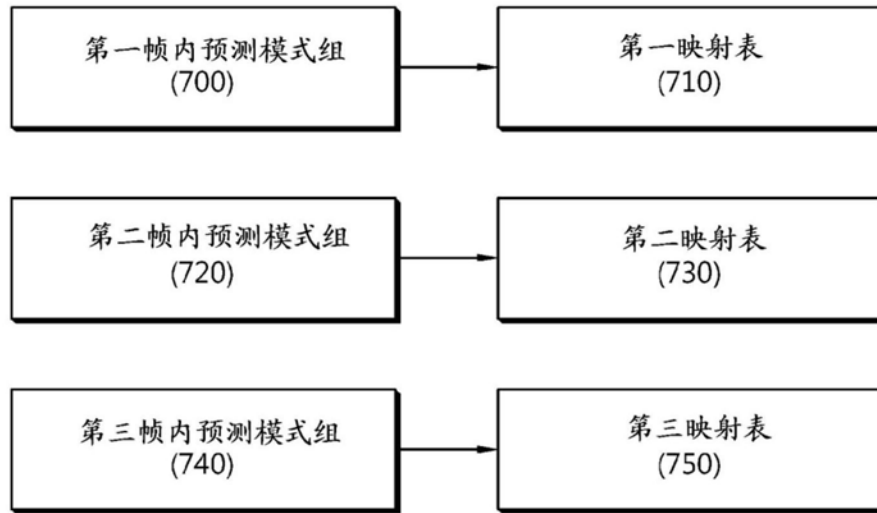 第一帧内预测模式组
(700)
第一映射表
(710)
第二帧内预测模式组
(720)
第二映射表
(730)
第三帧内预测模式组
(740)
第三映射表
(750)